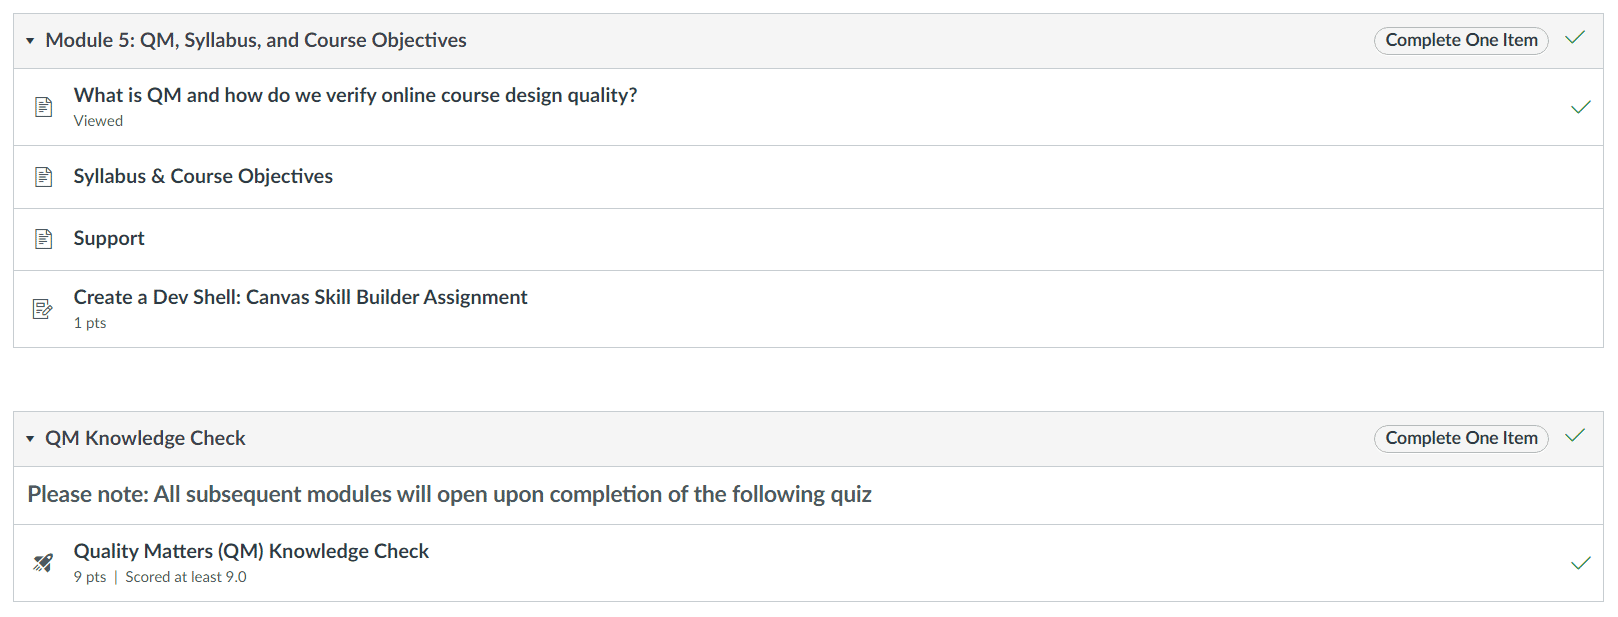 Module 5: QM, Syllabus, and Course Objectives
Complete One Item
What is QM and how do we verify online course design quality?
Viewed
Syllabus & Course Objectives
Support
Create a Dev Shell: Canvas Skill Builder Assignment
1 pts
QM Knowledge Check
Complete One Item
Please note: All subsequent modules will open upon completion of the following quiz
Quality Matters (QM) Knowledge Check
9 pts | Scored at least 9.0